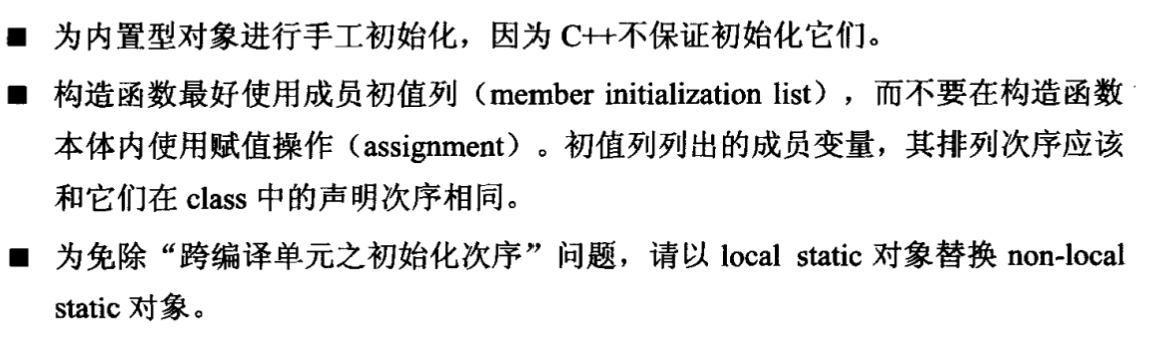 ■ 为内置型对象进行手工初始化，因为 C++不保证初始化它们。
■ 构造函数最好使用成员初值列（member initialization list），而不要在构造函数
本体内使用赋值操作（assignment）。初值列列出的成员变量，其排列次序应该
和它们在 class 中的声明次序相同。
■ 为免除“跨编译单元之初始化次序”问题，请以 local static 对象替换 non-local
static 对象。